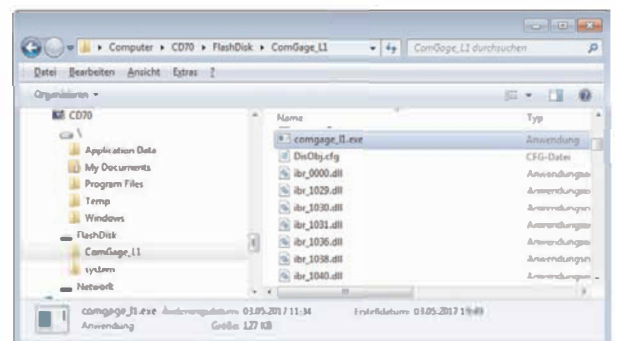 Computer ▸ CD70 ▸ FlashDisk ▸ ComGage_L1
ComGage_L1 durchsuchen
Datei Bearbeiten Ansicht Extras ?
Organisieren
CD70
\
Application Data
My Documents
Program Files
Temp
Windows
FlashDisk
ComGage_L1
system
Network
Name Typ
comgage_l1.exe Anwendung
DisObj.cfg CFG-Datei
ibr_0000.dll
ibr_1029.dll
ibr_1030.dll
ibr_1031.dll
ibr_1036.dll
ibr_1038.dll
ibr_1040.dll
comgage_l1.exe Änderungsdatum: 03.05.2017 11:34 Erstelldatum: 03.05.2017
Anwendung Größe: 127 KB